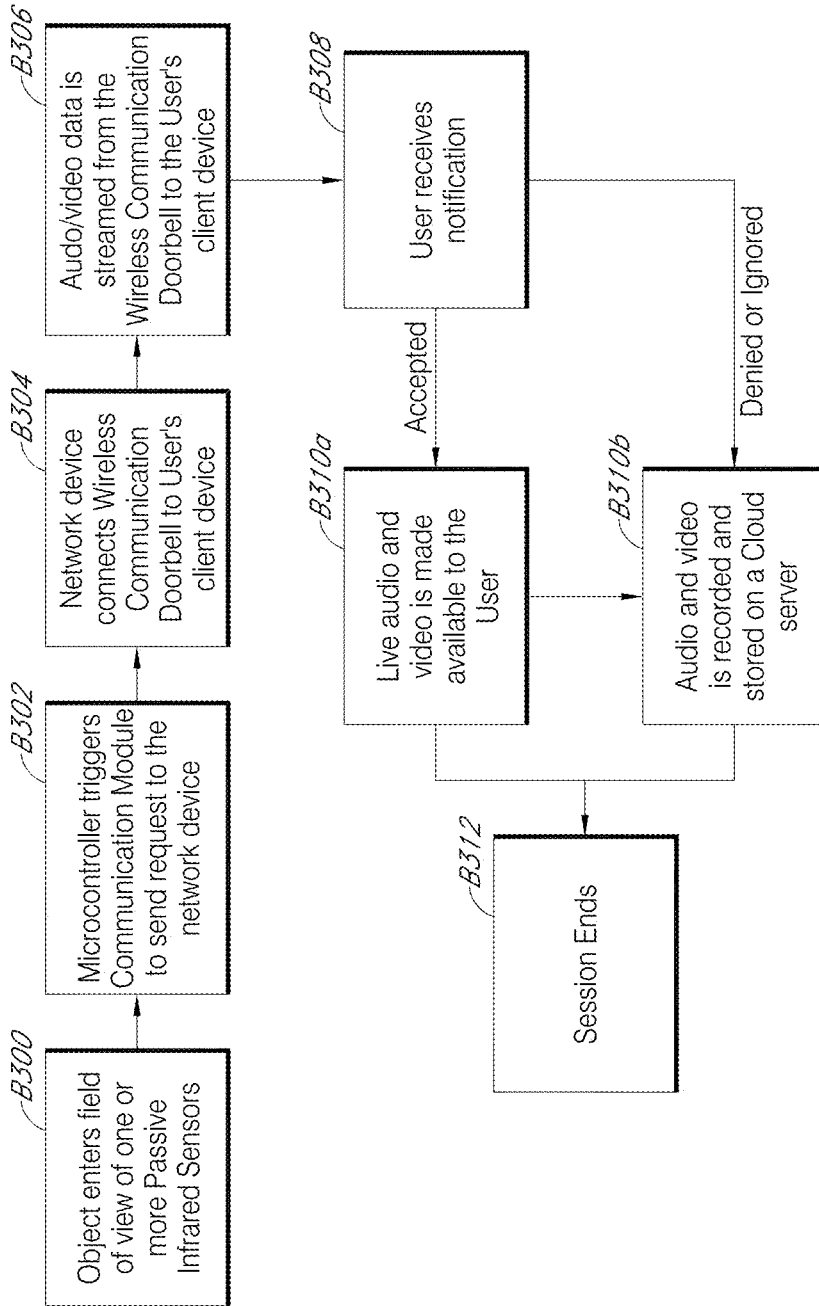 B300
Object enters field
of view of one or
more Passive
Infrared Sensors
B302
Microcontroller triggers
Communication Module
to send request to the
network device
B304
Network device
connects Wireless
Communication
Doorbell to User's
client device
B306
Audo/video data is
streamed from the
Wireless Communication
Doorbell to the User's
client device
B308
User receives
notification
Accepted
Denied or Ignored
B310a
Live audio and
video is made
available to the
User
B310b
Audio and video
is recorded and
stored on a Cloud
server
B312
Session Ends